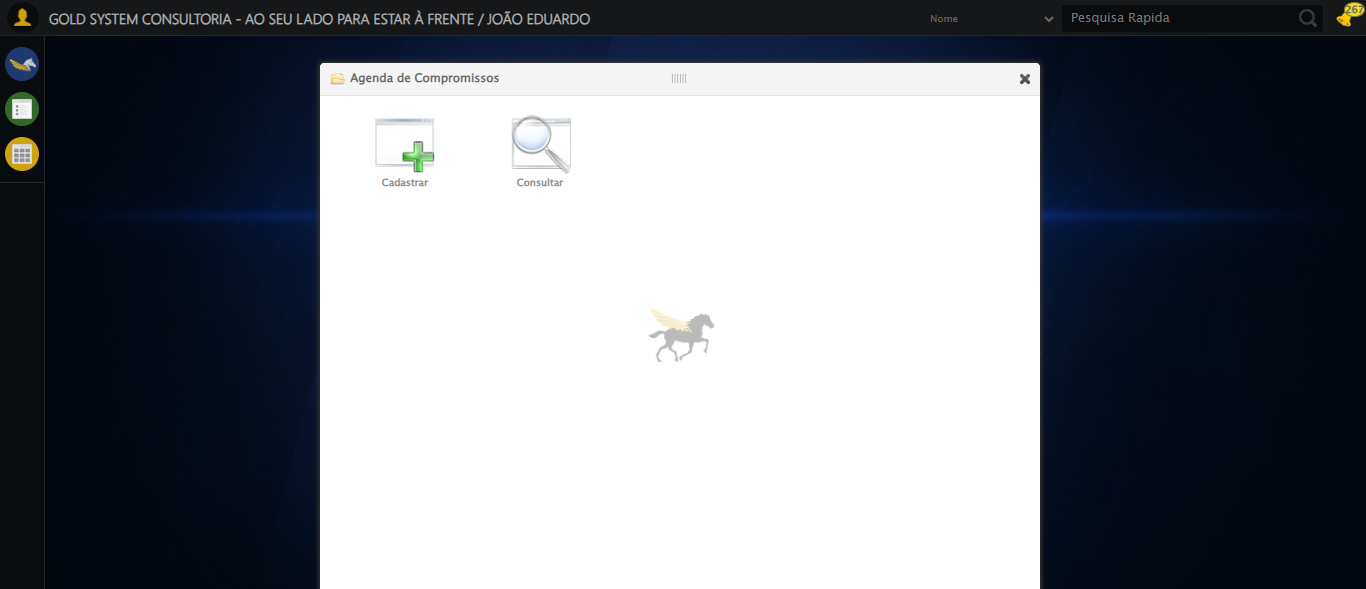 GOLD SYSTEM CONSULTORIA - AO SEU LADO PARA ESTAR À FRENTE / JOÃO EDUARDO
Nome
Pesquisa Rapida
267
Agenda de Compromissos
Cadastrar
Consultar